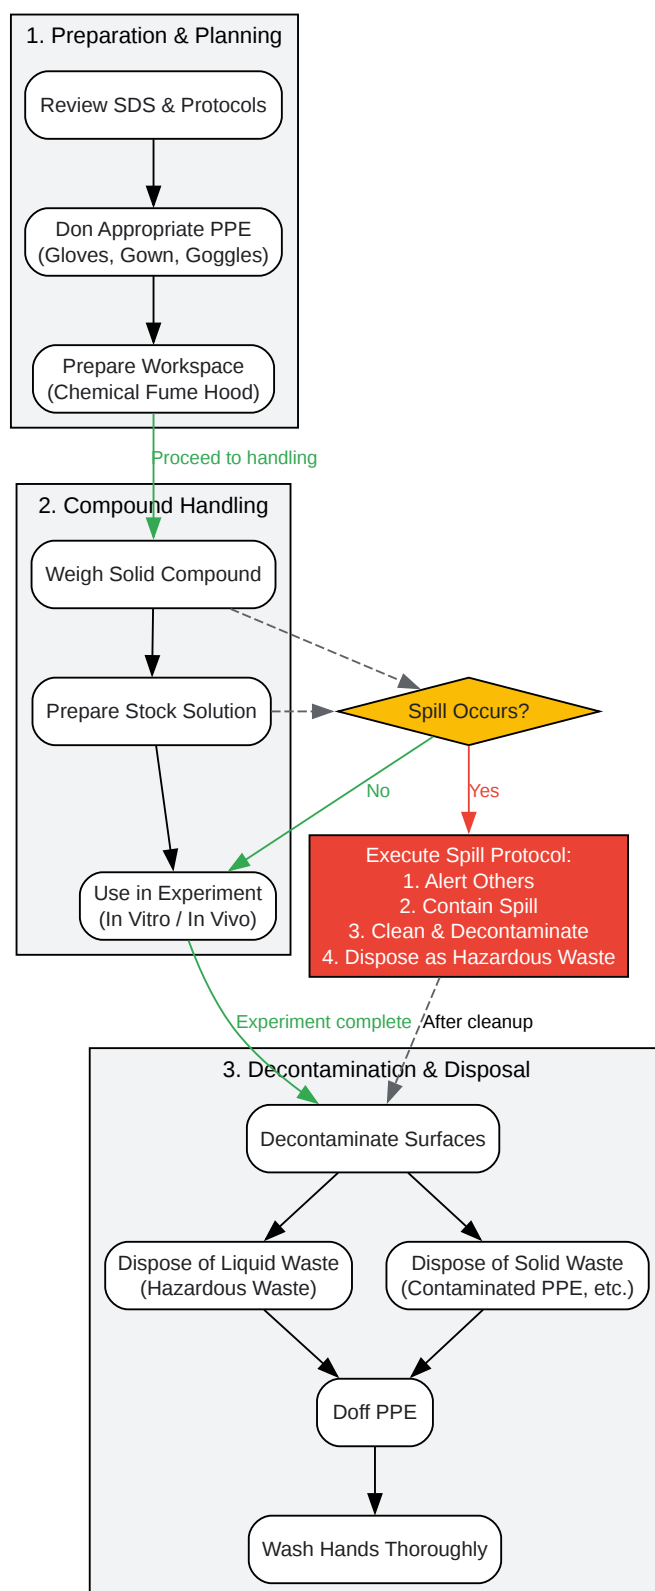 1. Preparation & Planning
Review SDS & Protocols
Don Appropriate PPE
(Gloves, Gown, Goggles)
Prepare Workspace
(Chemical Fume Hood)
Proceed to handling
2. Compound Handling
Weigh Solid Compound
Prepare Stock Solution
Spill Occurs?
No
Yes
Use in Experiment
(In Vitro / In Vivo)
Execute Spill Protocol:
1. Alert Others
2. Contain Spill
3. Clean & Decontaminate
4. Dispose as Hazardous Waste
Experiment complete
After cleanup
3. Decontamination & Disposal
Decontaminate Surfaces
Dispose of Liquid Waste
(Hazardous Waste)
Dispose of Solid Waste
(Contaminated PPE, etc.)
Doff PPE
Wash Hands Thoroughly